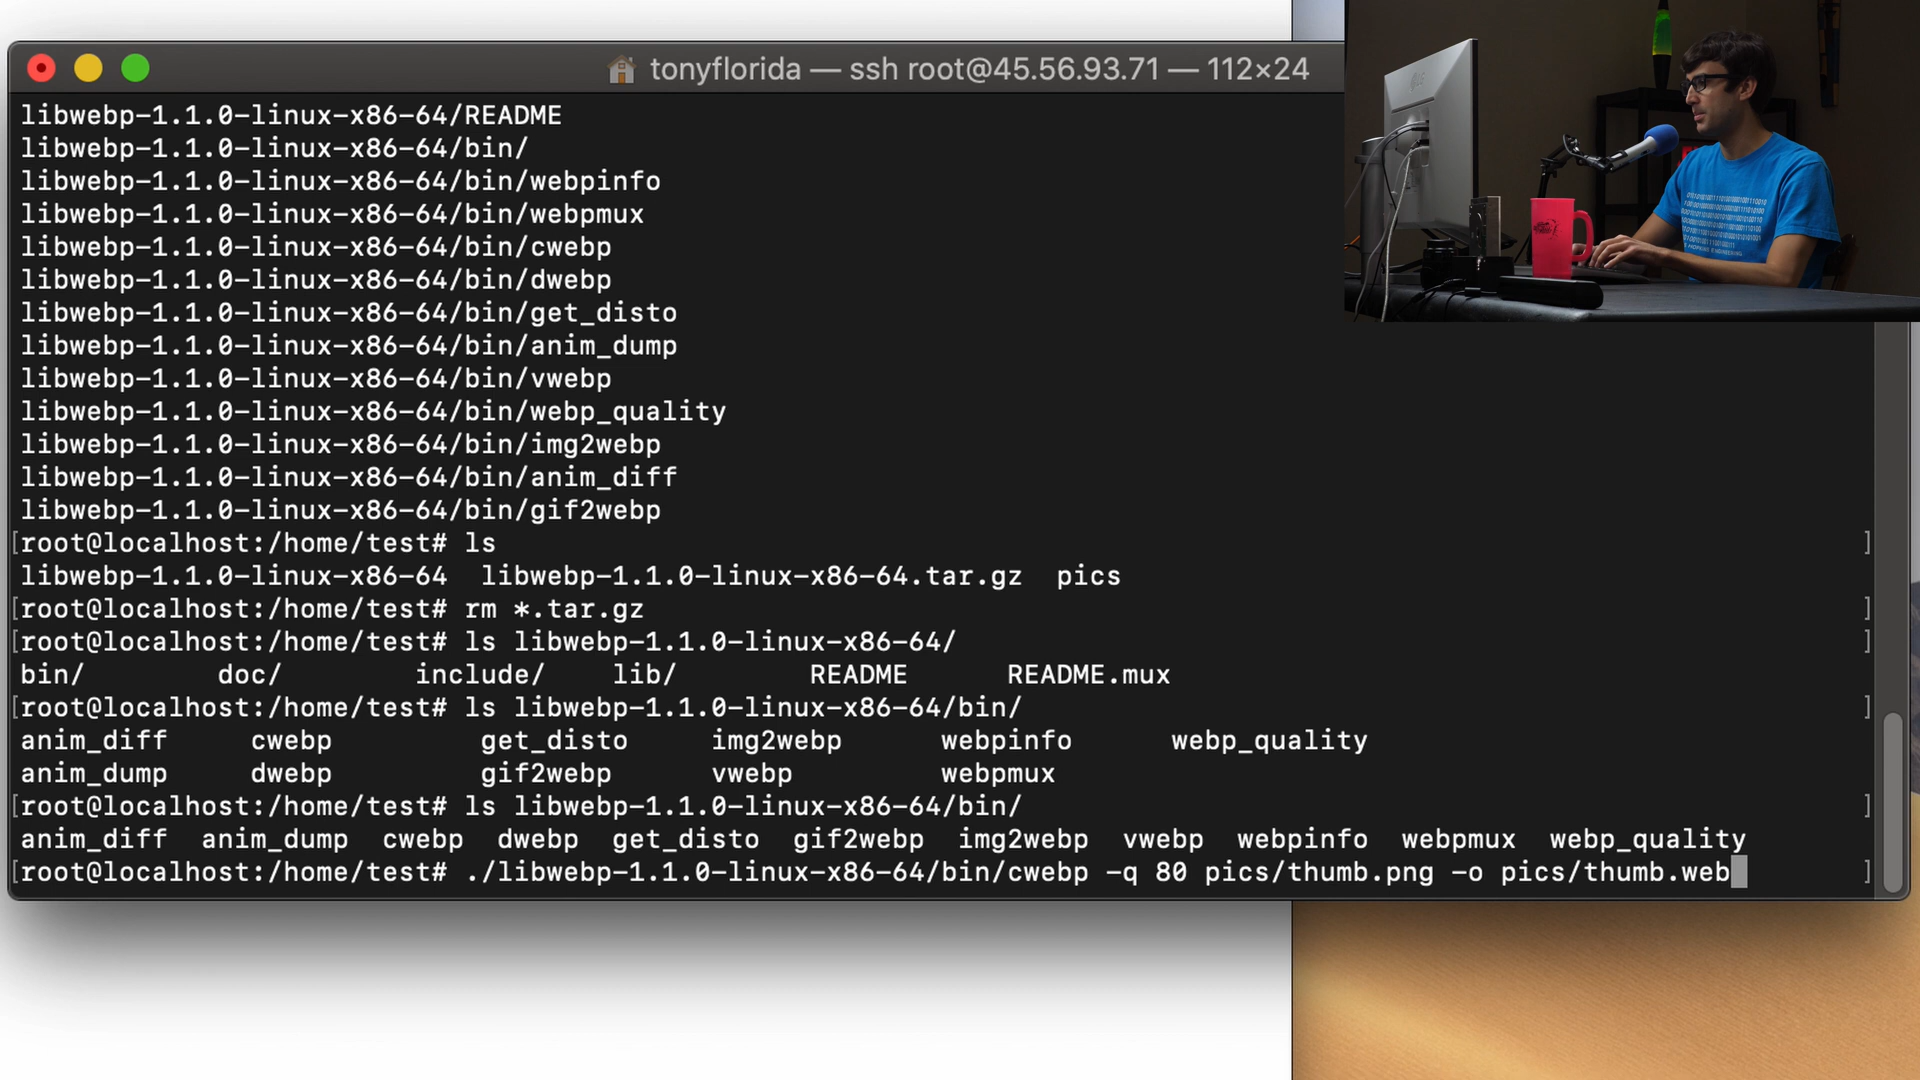 tonyflorida — ssh root@45.56.93.71 — 112×24
libwebp-1.1.0-linux-x86-64/README
libwebp-1.1.0-linux-x86-64/bin/
libwebp-1.1.0-linux-x86-64/bin/webpinfo
libwebp-1.1.0-linux-x86-64/bin/webpmux
libwebp-1.1.0-linux-x86-64/bin/cwebp
libwebp-1.1.0-linux-x86-64/bin/dwebp
libwebp-1.1.0-linux-x86-64/bin/get_disto
libwebp-1.1.0-linux-x86-64/bin/anim_dump
libwebp-1.1.0-linux-x86-64/bin/vwebp
libwebp-1.1.0-linux-x86-64/bin/webp_quality
libwebp-1.1.0-linux-x86-64/bin/img2webp
libwebp-1.1.0-linux-x86-64/bin/anim_diff
libwebp-1.1.0-linux-x86-64/bin/gif2webp
[root@localhost:/home/test# ls ]
libwebp-1.1.0-linux-x86-64  libwebp-1.1.0-linux-x86-64.tar.gz  pics
[root@localhost:/home/test# rm *.tar.gz ]
[root@localhost:/home/test# ls libwebp-1.1.0-linux-x86-64/ ]
bin/ doc/ include/ lib/ README README.mux
[root@localhost:/home/test# ls libwebp-1.1.0-linux-x86-64/bin/ ]
anim_diff cwebp get_disto img2webp webpinfo webp_quality
anim_dump dwebp gif2webp vwebp webpmux
[root@localhost:/home/test# ls libwebp-1.1.0-linux-x86-64/bin/ ]
anim_diff  anim_dump  cwebp  dwebp  get_disto  gif2webp  img2webp  vwebp  webpinfo  webpmux  webp_quality
[root@localhost:/home/test# ./libwebp-1.1.0-linux-x86-64/bin/cwebp -q 80 pics/thumb.png -o pics/thumb.web ]